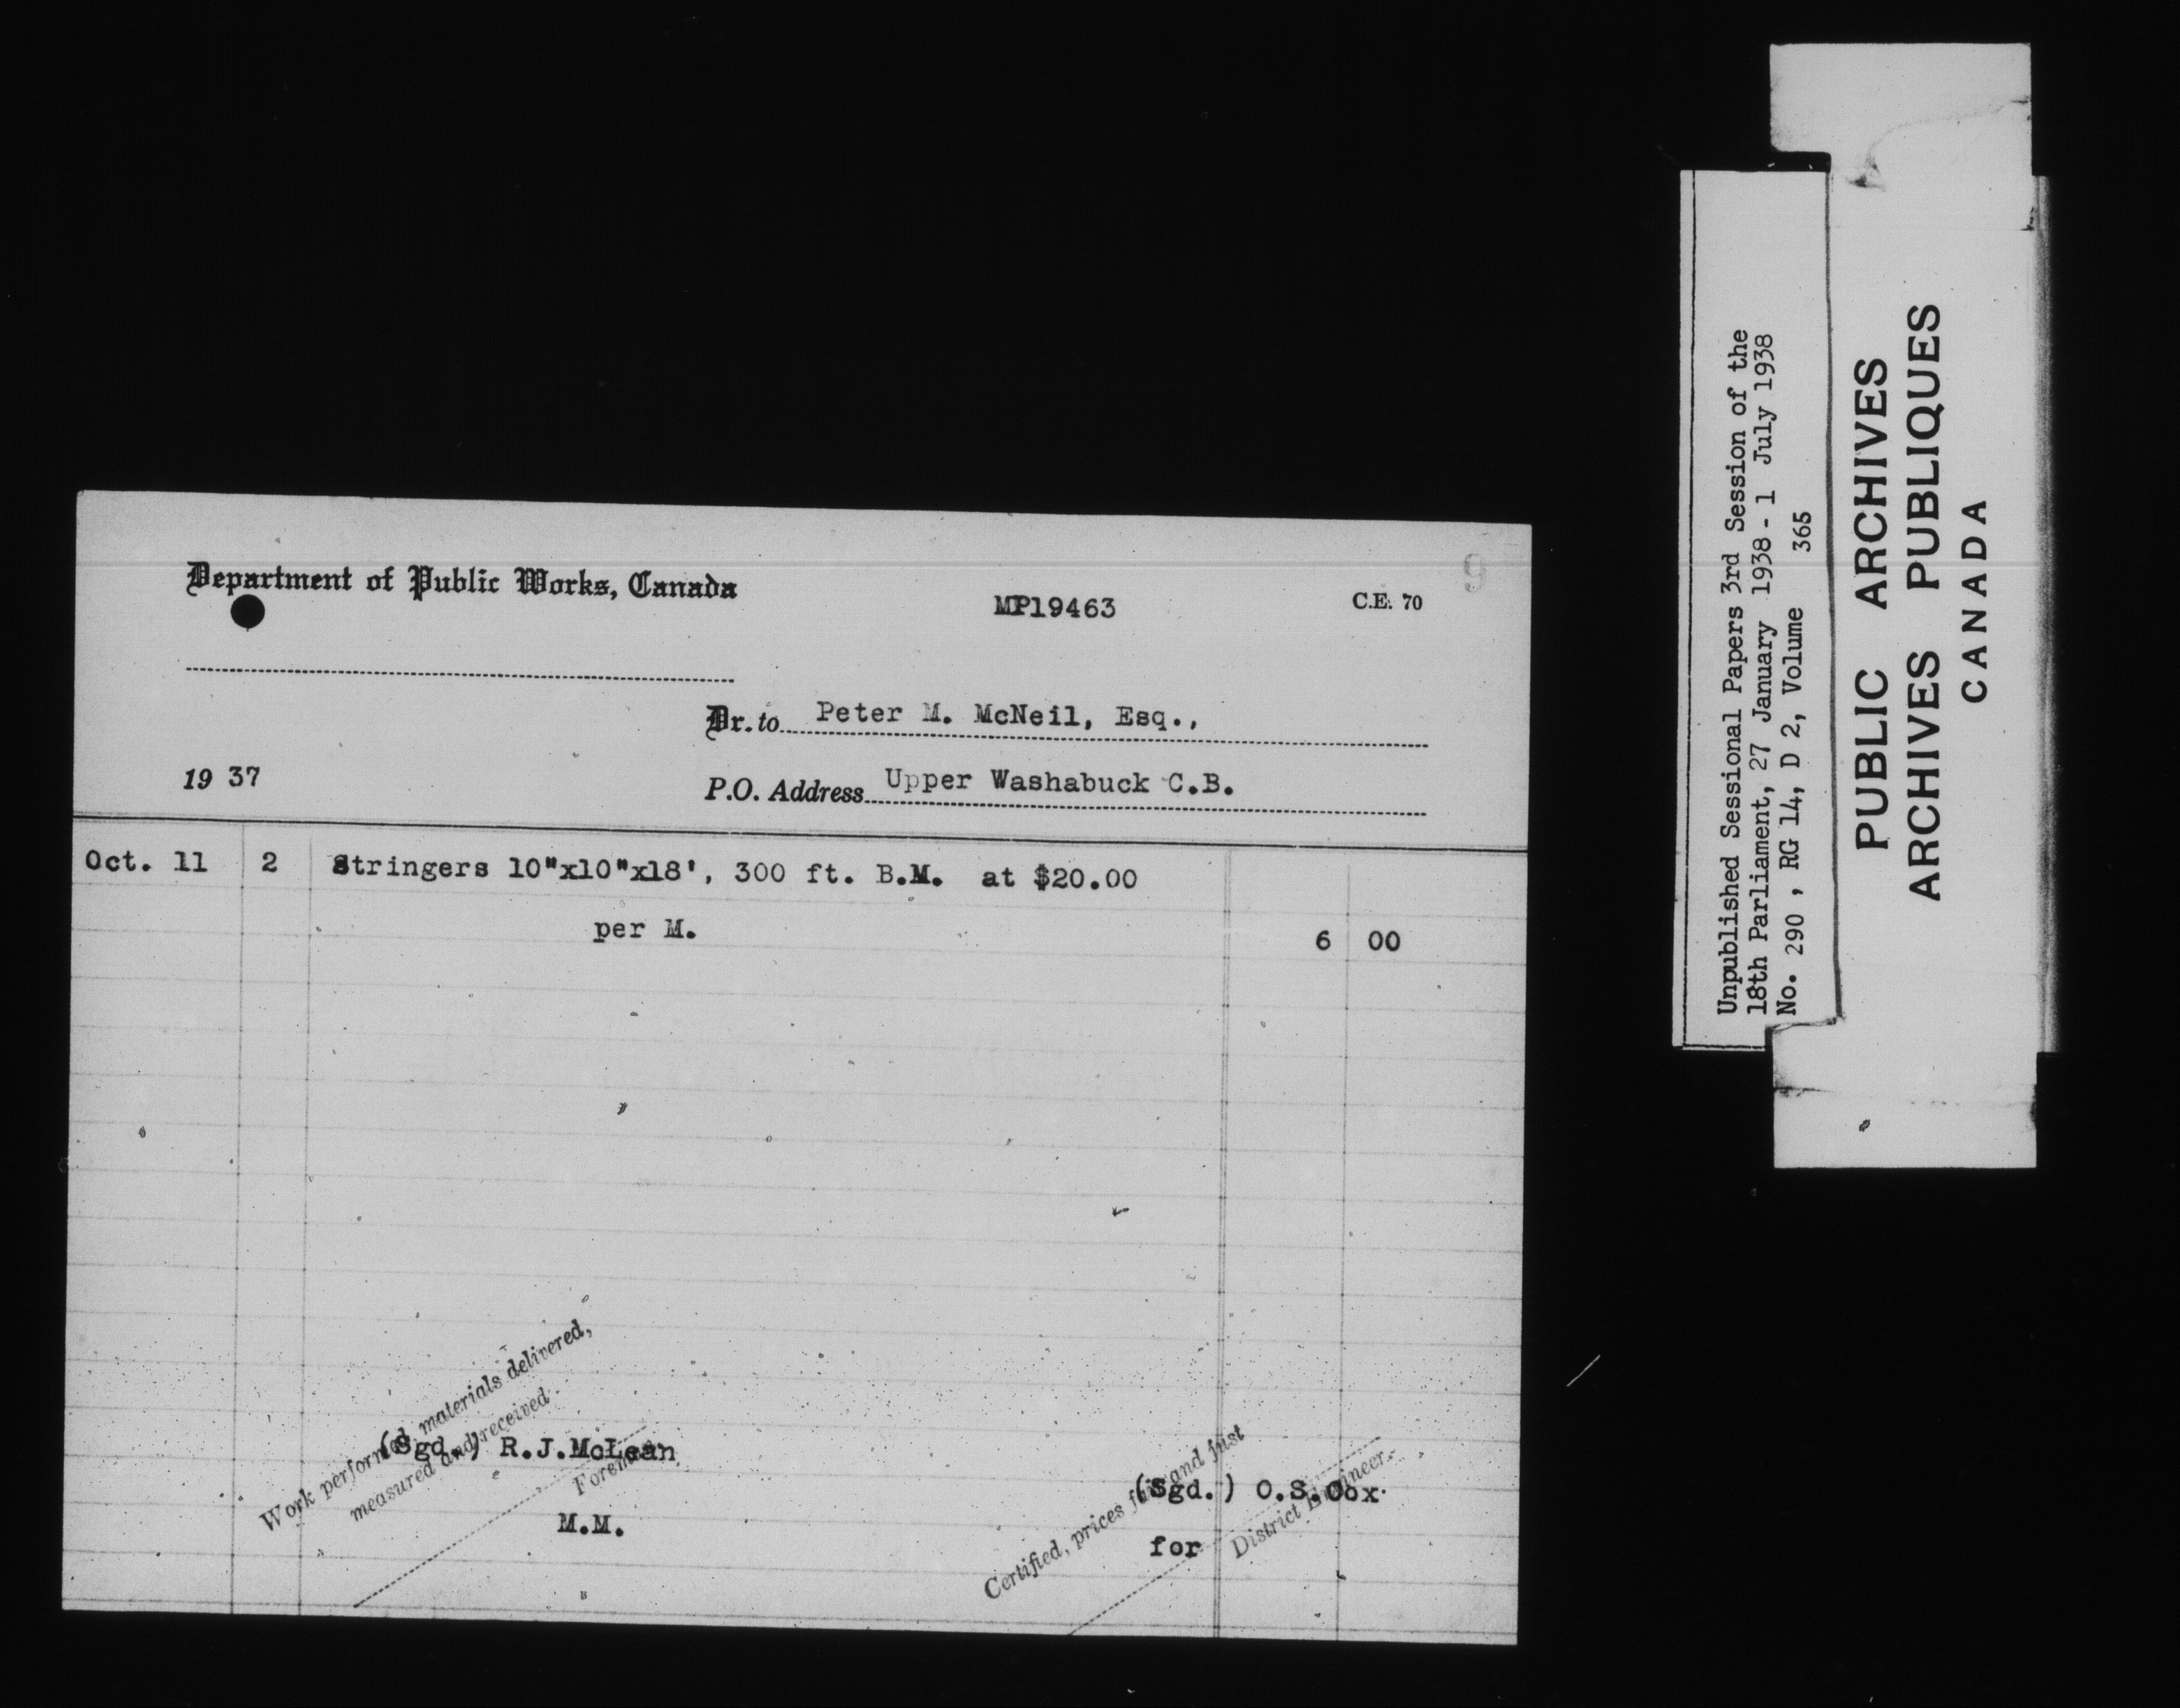 9
Department of Public Works, Canada
MP19463
C.E. 70
Dr. to Peter M. McNeil, Esq.,
19 37
P.O. Address Upper Washabuck C.B.
Oct. 11 2 Stringers 10"x10"x18', 300 ft. B.M. at $20.00
per M. 6 00
Work performed, materials delivered,
measured and received
(Sgd.) R.J.McLean
Foreman.
M.M.
Certified, prices fair and just
(Sgd.) O.S.Cox
for District Engineer.
Unpublished Sessional Papers 3rd Session of the
18th Parliament, 27 January 1938 - 1 July 1938
No. 290 , RG 14, D 2, Volume 365
PUBLIC ARCHIVES
ARCHIVES PUBLIQUES
CANADA